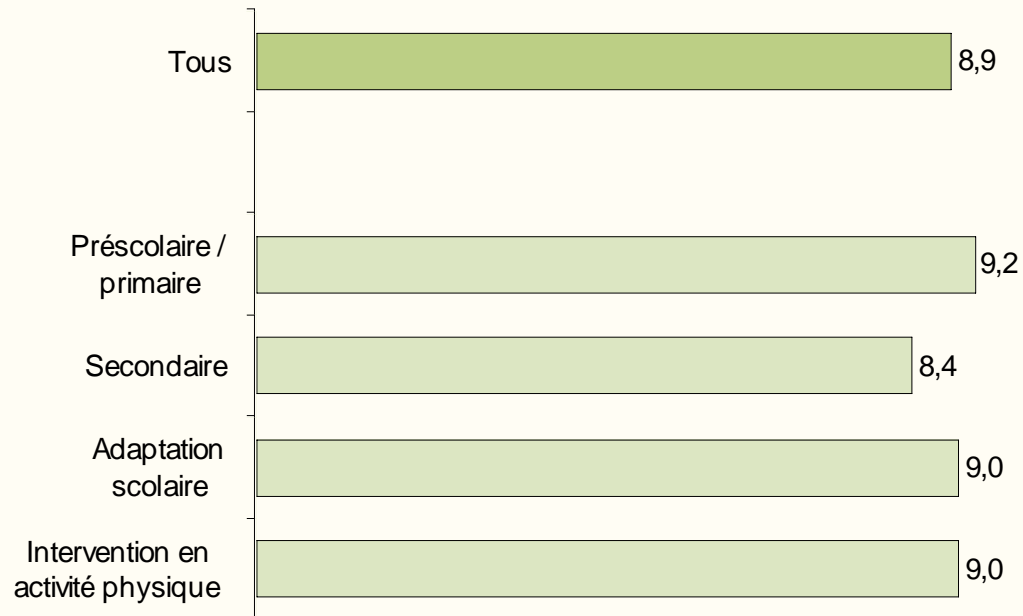 Tous
8,9
Préscolaire /
primaire
9,2
Secondaire
8,4
Adaptation
scolaire
9,0
Intervention en
activité physique
9,0